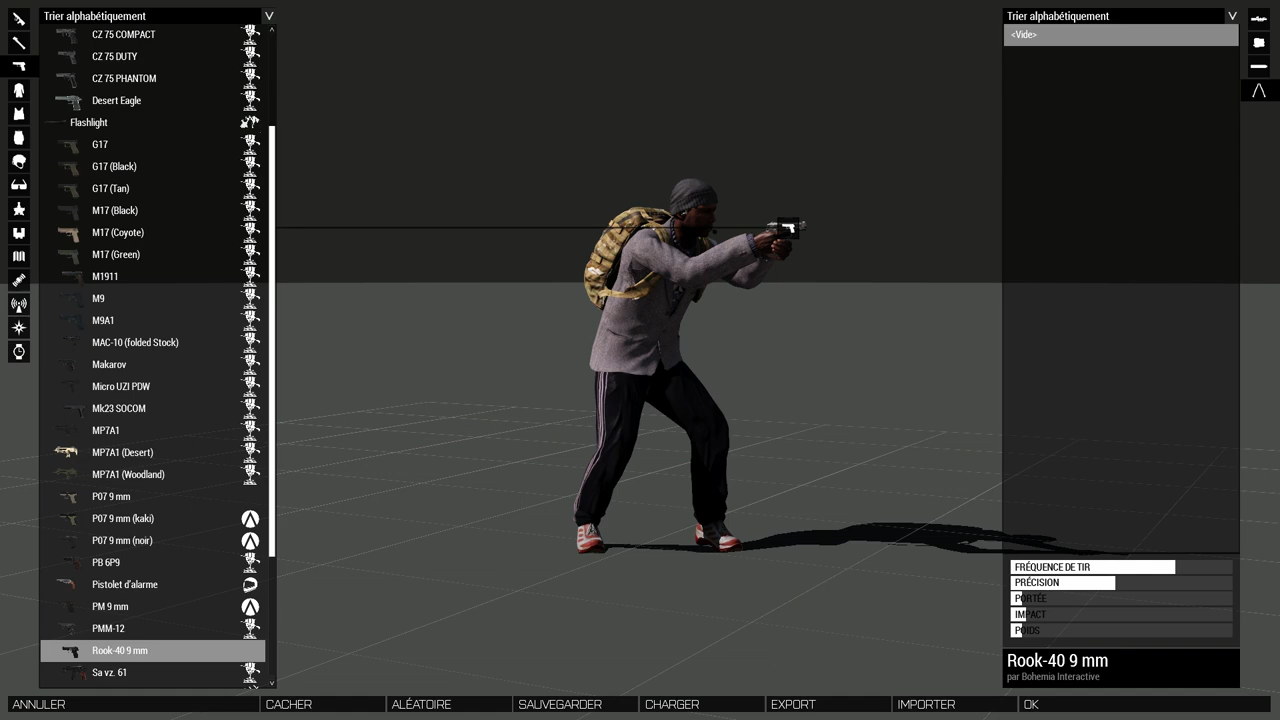 Trier alphabétiquement
CZ 75 COMPACT
CZ 75 DUTY
CZ 75 PHANTOM
Desert Eagle
Flashlight
G17
G17 (Black)
G17 (Tan)
M17 (Black)
M17 (Coyote)
M17 (Green)
M1911
M9
M9A1
MAC-10 (folded Stock)
Makarov
Micro UZI PDW
Mk23 SOCOM
MP7A1
MP7A1 (Desert)
MP7A1 (Woodland)
P07 9 mm
P07 9 mm (kaki)
P07 9 mm (noir)
PB 6P9
Pistolet d'alarme
PM 9 mm
PMM-12
Rook-40 9 mm
Sa vz. 61
Trier alphabétiquement
<Vide>
FRÉQUENCE DE TIR
PRÉCISION
PORTÉE
IMPACT
POIDS
Rook-40 9 mm
par Bohemia Interactive
ANNULER
CACHER
ALÉATOIRE
SAUVEGARDER
CHARGER
EXPORT
IMPORTER
OK